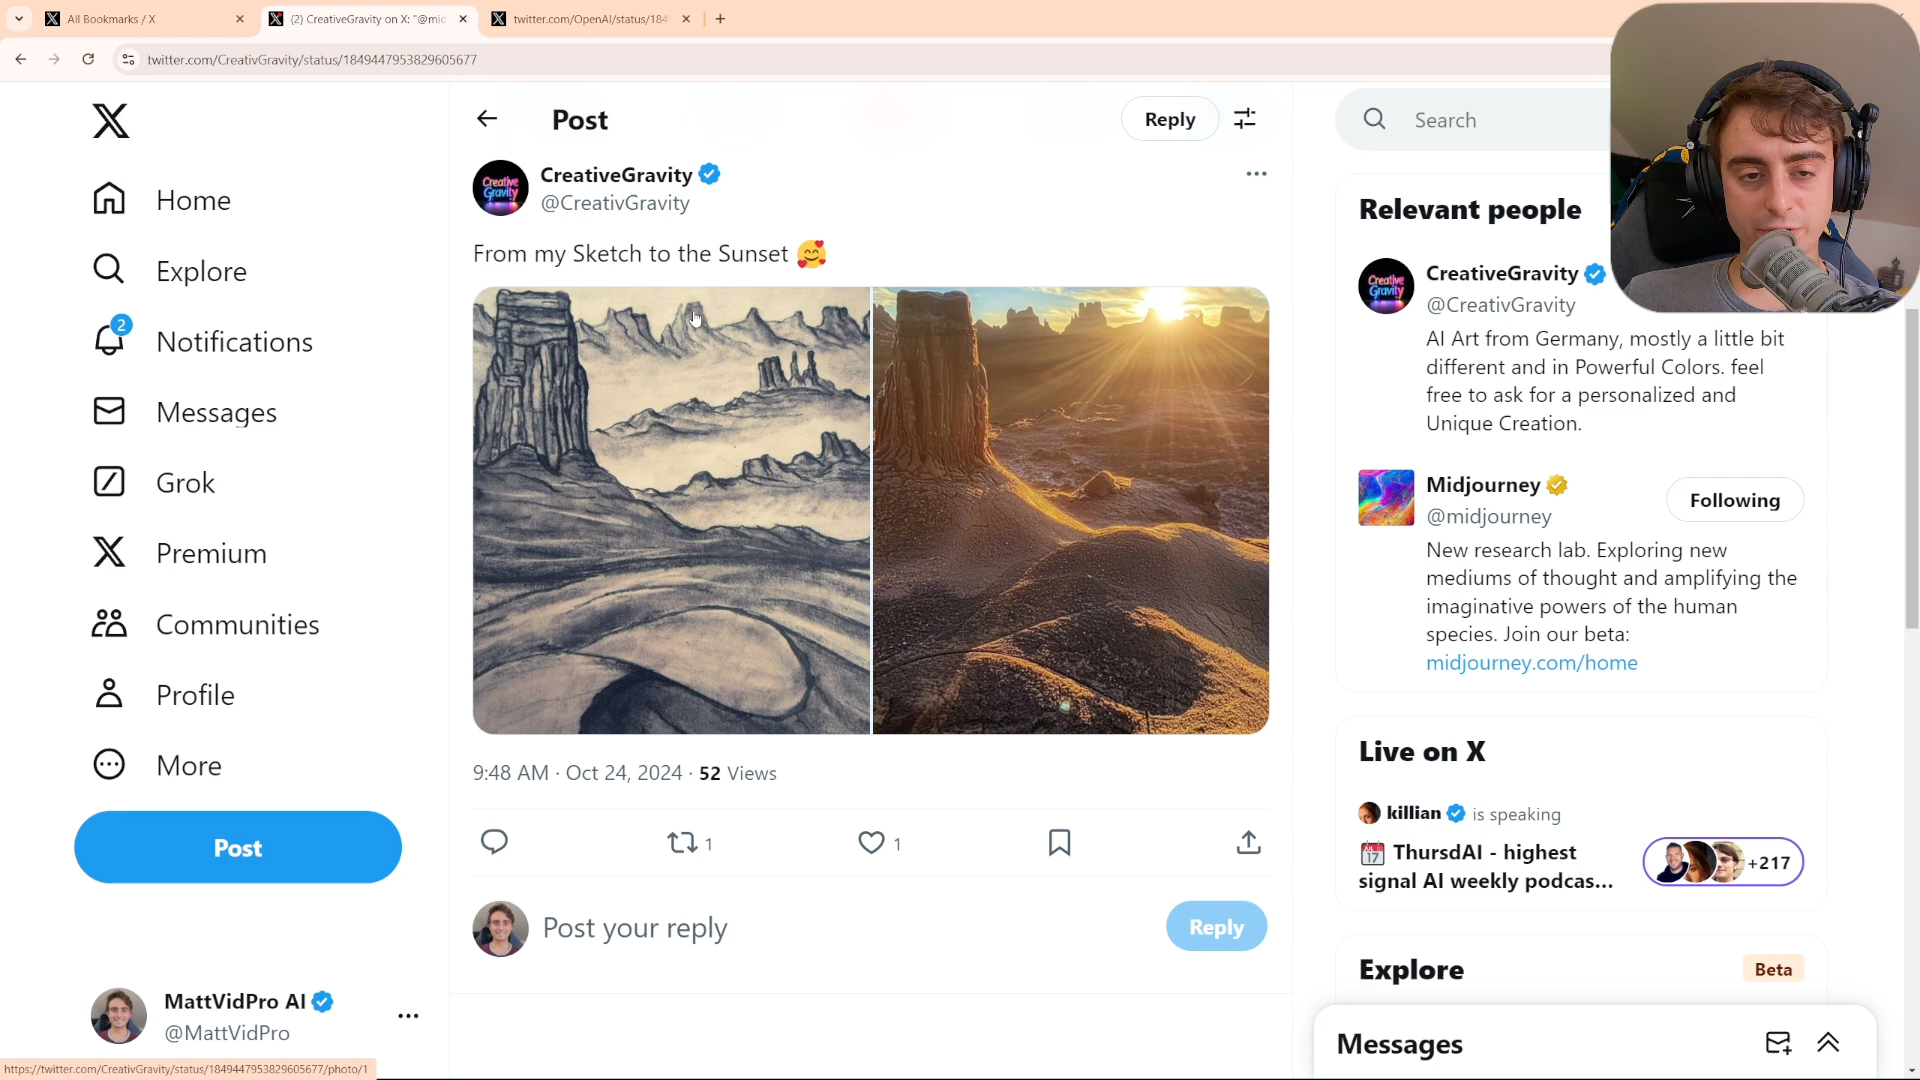 All Bookmarks / X
(2) CreativeGravity on X: "@mid
twitter.com/OpenAI/status/184
twitter.com/CreativGravity/status/1849447953829605677
Home
Explore
2
Notifications
Messages
Grok
Premium
Communities
Profile
More
Post
MattVidPro AI
@MattVidPro
https://twitter.com/CreativGravity/status/1849447953829605677/photo/1
Post
Reply
Creative
Gravity
CreativeGravity
@CreativGravity
From my Sketch to the Sunset 🥰
9:48 AM · Oct 24, 2024 · 52 Views
1
1
Post your reply
Reply
Search
Relevant people
Creative
Gravity
CreativeGravity
@CreativGravity
AI Art from Germany, mostly a little bit
different and in Powerful Colors. feel
free to ask for a personalized and
Unique Creation.
Midjourney
@midjourney
Following
New research lab. Exploring new
mediums of thought and amplifying the
imaginative powers of the human
species. Join our beta:
midjourney.com/home
Live on X
killian is speaking
ThursdAI - highest
signal AI weekly podcas...
+217
Explore
Beta
Messages